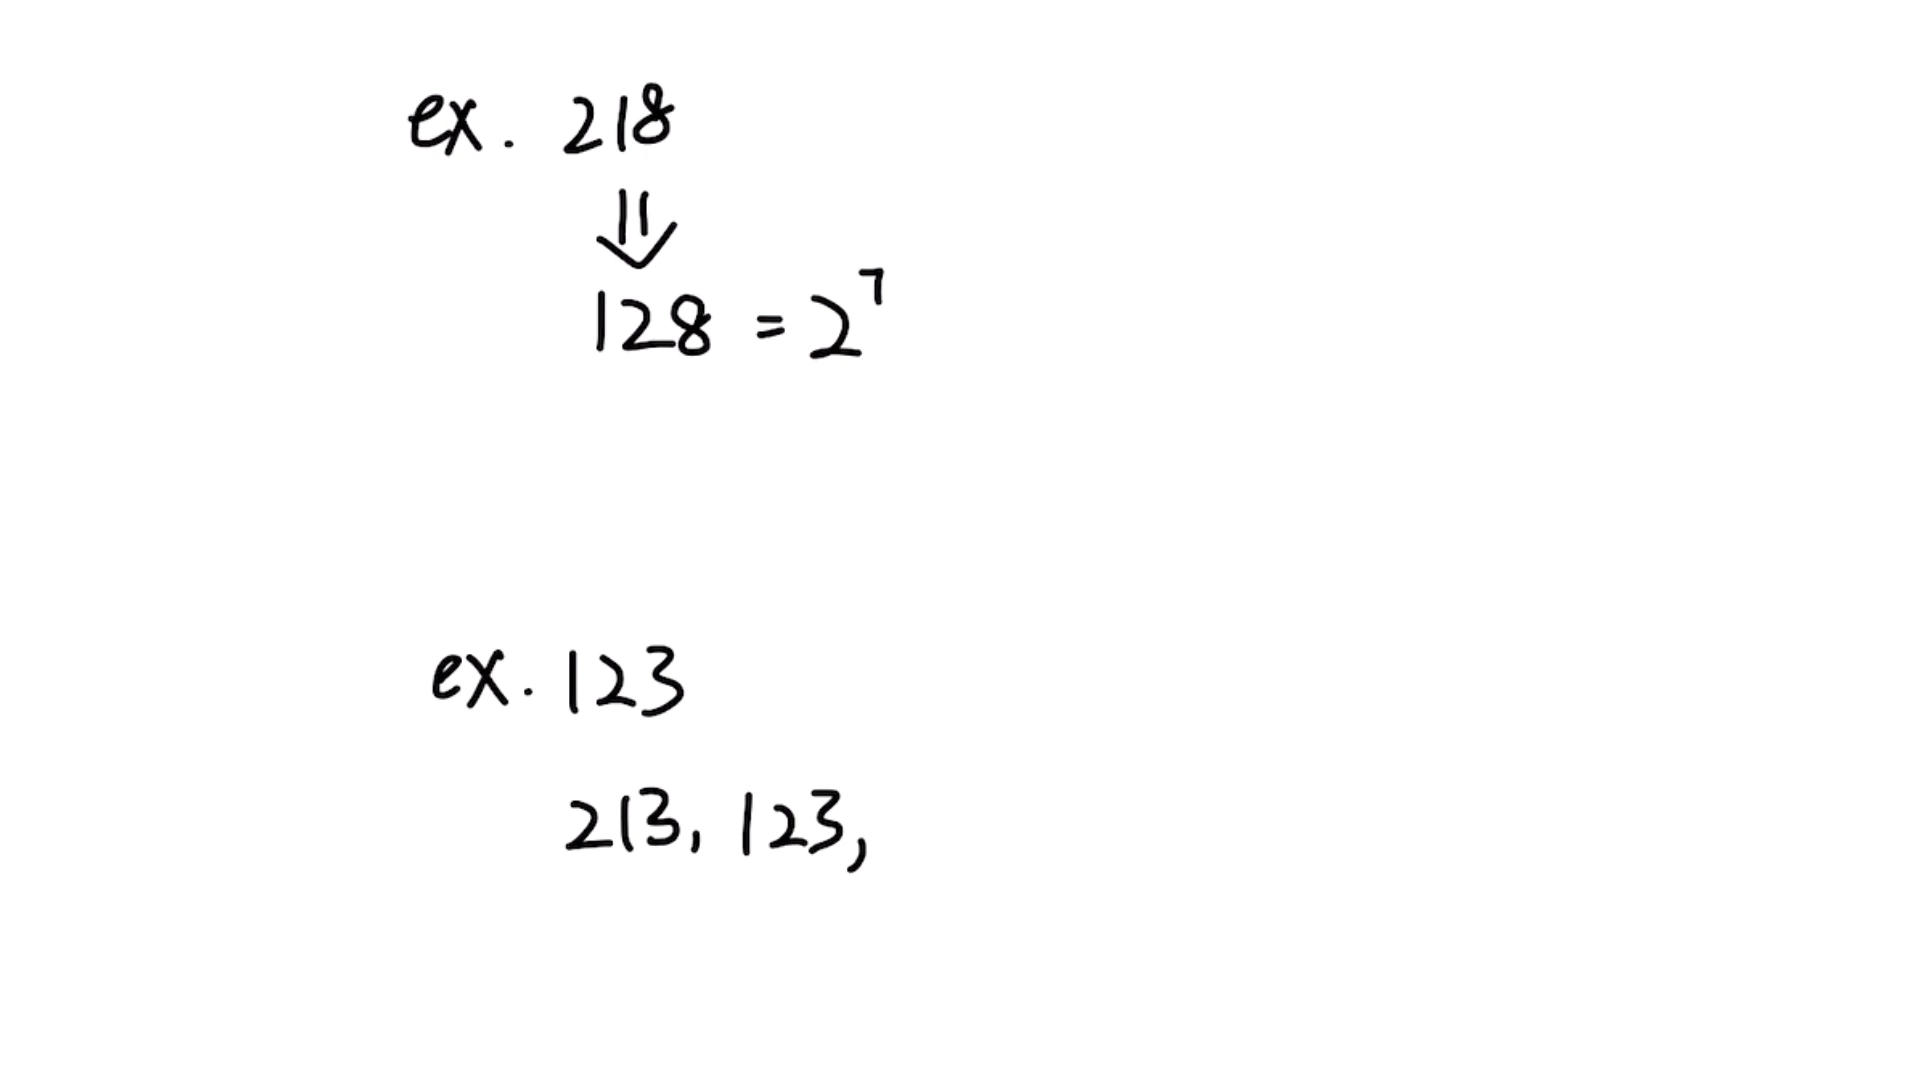 ex. 218
⇓
128 = 2⁷
ex. 123
213, 123,